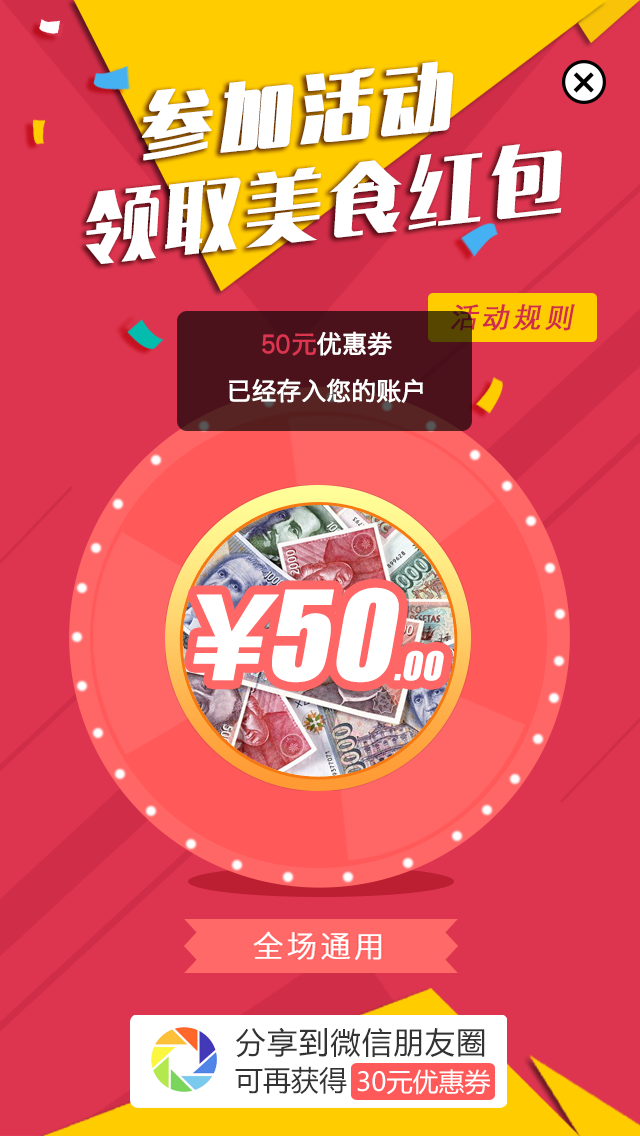 参加活动
领取美食红包
活动规则
50元优惠券
已经存入您的账户
¥50.00
全场通用
分享到微信朋友圈
可再获得 30元优惠券